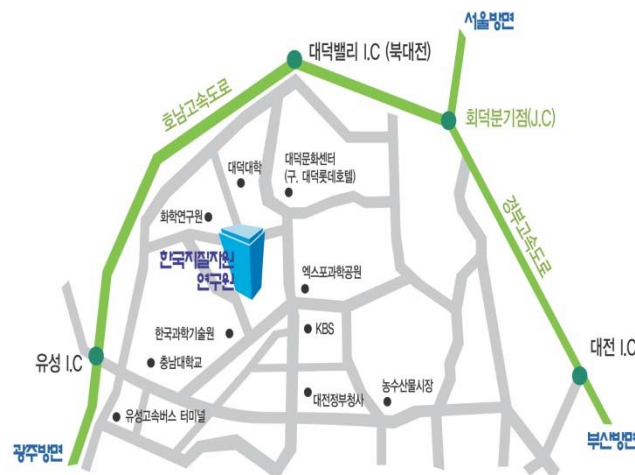 서울방면
대덕밸리 I.C (북대전)
호남고속도로
회덕분기점(J.C)
대덕대학
대덕문화센터
(구. 대덕롯데호텔)
화학연구원
한국지질자원
연구원
경부고속도로
엑스포과학공원
한국과학기술원
KBS
유성 I.C
충남대학교
대전 I.C
대전정부청사
농수산물시장
유성고속버스 터미널
광주방면
부산방면